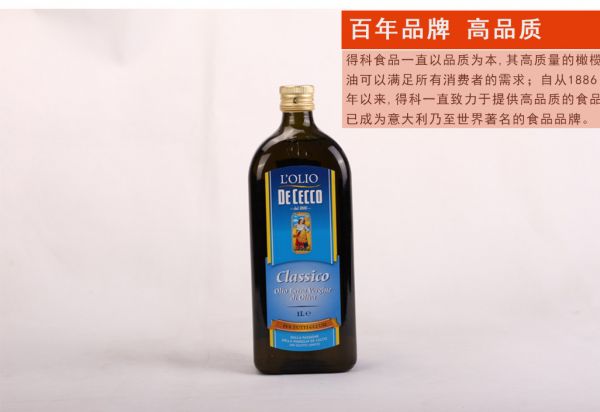 百年品牌 高品质
得科食品一直以品质为本,其高质量的橄榄
油可以满足所有消费者的需求；自从1886
年以来,得科一直致力于提供高品质的食品
已成为意大利乃至世界著名的食品品牌。
L'OLIO
DE CECCO
dal 1886
Classico
Olio Extra Vergine
di Oliva
1L e